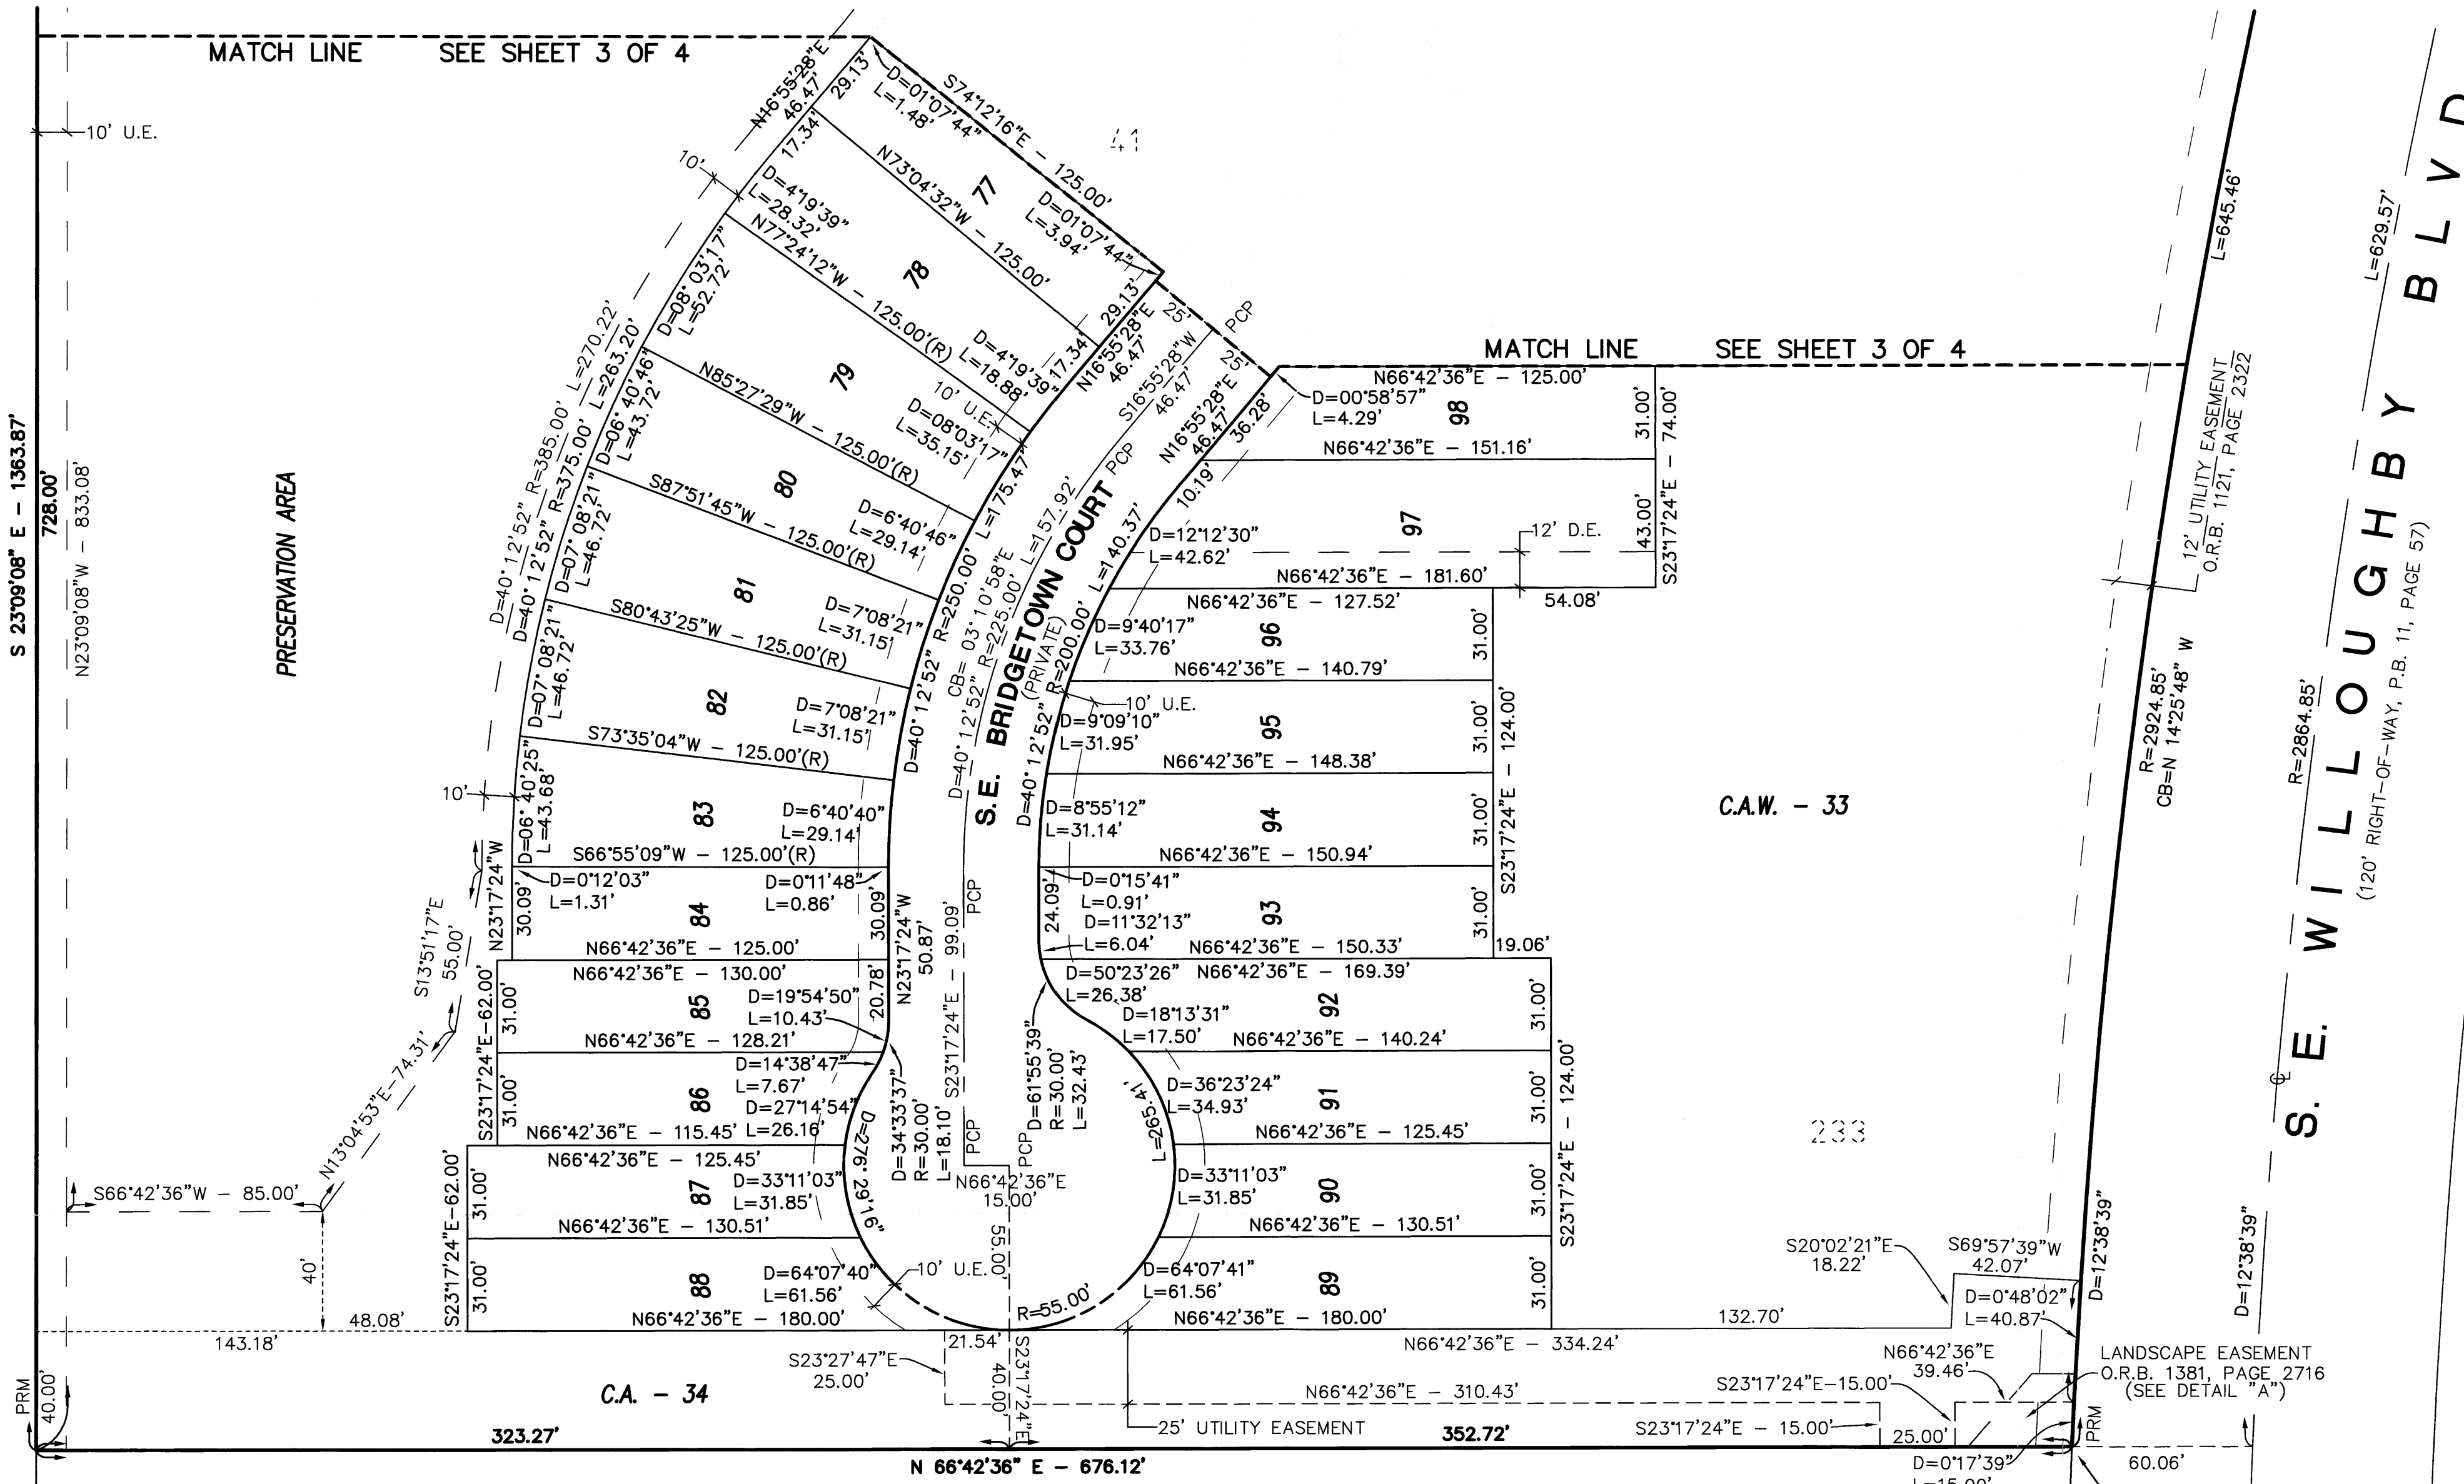 MATCH LINE SEE SHEET 3 OF 4
10' U.E.
S 23°09'08" E - 1363.87'
728.00'
N23°09'08"W - 833.08'
PRESERVATION AREA
N16°55'28"E
46.47'
29.13'
17.34'
10'
D=01°07'44"
L=1.48'
S74°12'16"E - 125.00'
41
77
N73°04'32"W - 125.00'
D=01°07'44"
L=3.94'
D=4°19'39"
L=28.32'
78
N77°24'12"W - 125.00'(R)
D=4°19'39"
L=18.88'
29.13'
17.34'
N16°55'28"E
46.47'
25'
PCP
25'
S16°55'28"W
46.47'
PCP
N16°55'28"E
46.47'
36.28'
10.19'
D=08°03'17"
L=52.72'
79
N85°27'29"W - 125.00'(R)
10' U.E.
D=08°03'17"
L=35.15'
D=06°40'46"
L=43.72'
80
S87°51'45"W - 125.00'(R)
D=6°40'46"
L=29.14'
D=07°08'21"
L=46.72'
81
S80°43'25"W - 125.00'(R)
D=7°08'21"
L=31.15'
D=07°08'21"
L=46.72'
82
S73°35'04"W - 125.00'(R)
D=7°08'21"
L=31.15'
D=06°40'25"
L=43.68'
83
D=6°40'40"
L=29.14'
S66°55'09"W - 125.00'(R)
D=40°12'52" R=385.00' L=270.22'
D=40°12'52" R=375.00' L=263.20'
10'
D=40°12'52" R=250.00' L=175.47'
D=40°12'52" R=225.00' L=157.92'
CB= 03°10'58"E
S.E. BRIDGETOWN COURT
(PRIVATE)
D=40°12'52" R=200.00' L=140.37'
N23°17'24"W
30.09'
D=0°12'03"
L=1.31'
D=0°11'48"
L=0.86'
84
30.09'
N66°42'36"E - 125.00'
N23°17'24"W
50.87'
S13°51'17"E
55.00'
N13°04'53"E-74.31'
S66°42'36"W - 85.00'
40'
S23°17'24"E-62.00'
31.00'
N66°42'36"E - 130.00'
85
D=19°54'50"
L=10.43'
20.78'
N66°42'36"E - 128.21'
31.00'
86
D=14°38'47"
L=7.67'
D=27°14'54"
L=26.16'
N66°42'36"E - 115.45'
S23°17'24"E-62.00'
31.00'
N66°42'36"E - 125.45'
87
D=33°11'03"
L=31.85'
N66°42'36"E - 130.51'
31.00'
88
D=64°07'40"
L=61.56'
N66°42'36"E - 180.00'
10' U.E.
D=276°29'16"
L=265.41'
R=55.00'
D=34°33'37"
R=30.00'
L=18.10'
S23°17'24"E - 99.09'
PCP
PCP
PCP
N66°42'36"E
15.00'
55.00'
D=61°55'39"
R=30.00'
L=32.43'
MATCH LINE SEE SHEET 3 OF 4
N66°42'36"E - 125.00'
D=00°58'57"
L=4.29'
98
31.00'
S23°17'24"E - 74.00'
N66°42'36"E - 151.16'
97
43.00'
12' D.E.
D=12°12'30"
L=42.62'
N66°42'36"E - 181.60'
54.08'
N66°42'36"E - 127.52'
D=9°40'17"
L=33.76'
96
31.00'
N66°42'36"E - 140.79'
10' U.E.
D=9°09'10"
L=31.95'
95
31.00'
S23°17'24"E - 124.00'
N66°42'36"E - 148.38'
D=8°55'12"
L=31.14'
94
31.00'
N66°42'36"E - 150.94'
D=0°15'41"
L=0.91'
24.09'
D=11°32'13"
L=6.04'
93
31.00'
N66°42'36"E - 150.33'
19.06'
D=50°23'26"
L=26.38'
N66°42'36"E - 169.39'
92
31.00'
D=18°13'31"
L=17.50'
N66°42'36"E - 140.24'
D=36°23'24"
L=34.93'
91
31.00'
S23°17'24"E - 124.00'
N66°42'36"E - 125.45'
D=33°11'03"
L=31.85'
90
31.00'
N66°42'36"E - 130.51'
D=64°07'41"
L=61.56'
89
31.00'
N66°42'36"E - 180.00'
C.A.W. - 33
233
L=645.46'
12' UTILITY EASEMENT
O.R.B. 1121, PAGE 2322
R=2924.85'
CB=N 14°25'48" W
D=12°38'39"
L=629.57'
R=2864.85'
D=12°38'39"
S.E. WILLOUGHBY BLVD
(120' RIGHT-OF-WAY, P.B. 11, PAGE 57)
S20°02'21"E
18.22'
S69°57'39"W
42.07'
D=0°48'02"
L=40.87'
132.70'
N66°42'36"E - 334.24'
N66°42'36"E
39.46'
LANDSCAPE EASEMENT
O.R.B. 1381, PAGE 2716
(SEE DETAIL "A")
48.08'
143.18'
PRM
40.00'
C.A. - 34
S23°27'47"E
25.00'
21.54'
S23°17'24"E
40.00'
N66°42'36"E - 310.43'
25' UTILITY EASEMENT
S23°17'24"E-15.00'
S23°17'24"E - 15.00'
25.00'
PRM
323.27'
352.72'
N 66°42'36" E - 676.12'
D=0°17'39"
L=15.00'
60.06'